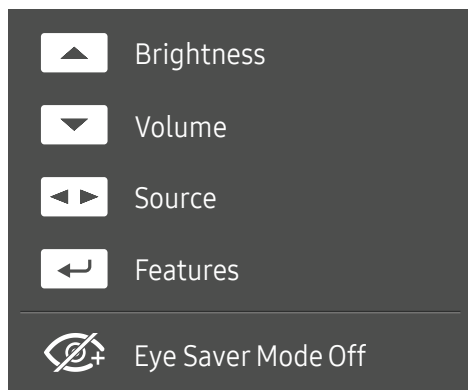 Brightness
Volume
Source
Features
Eye Saver Mode Off